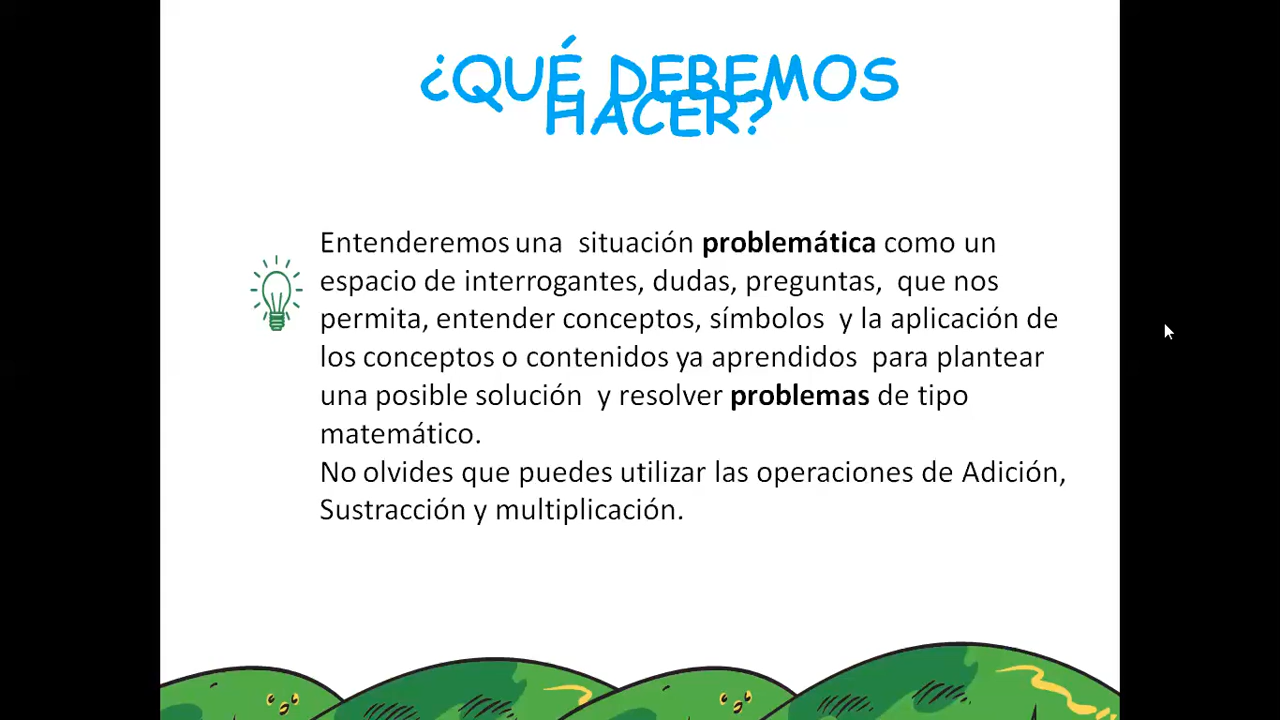 ¿QUÉ DEBEMOS
HACER?
Entenderemos una situación problemática como un
espacio de interrogantes, dudas, preguntas, que nos
permita, entender conceptos, símbolos y la aplicación de
los conceptos o contenidos ya aprendidos para plantear
una posible solución y resolver problemas de tipo
matemático.
No olvides que puedes utilizar las operaciones de Adición,
Sustracción y multiplicación.